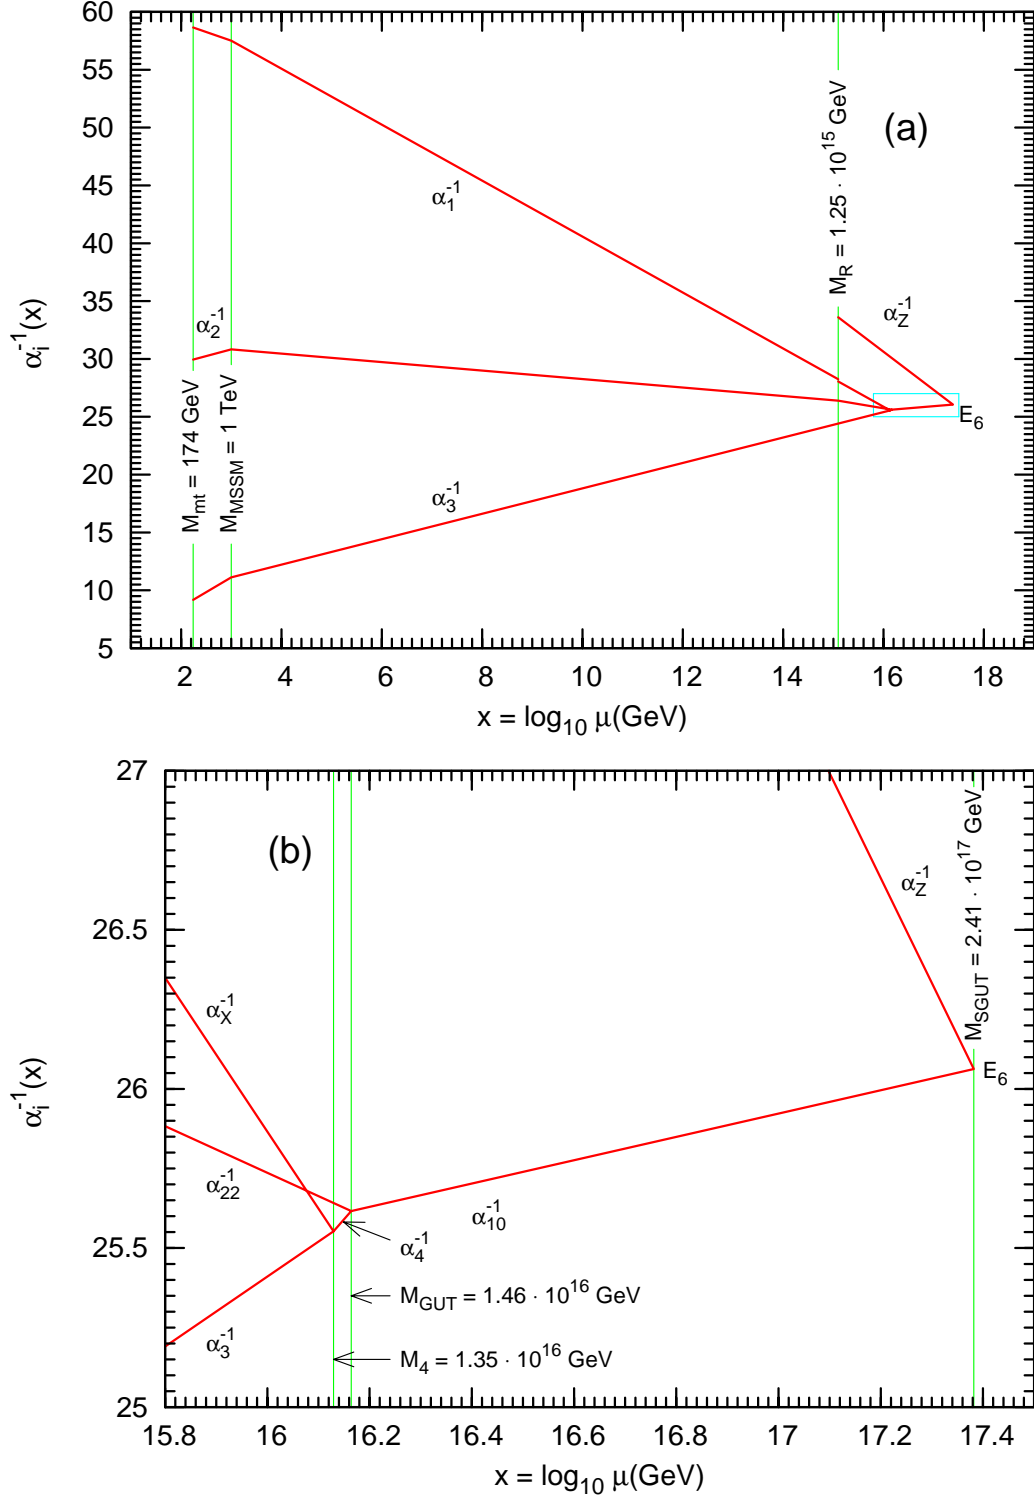 60
55
50
45
40
35
30
25
20
15
10
5
α_i^-1(x)
(a)
α_1^-1
α_2^-1
α_3^-1
α_Z^-1
E_6
M_mt = 174 GeV
M_MSSM = 1 TeV
M_R = 1.25 · 10^15 GeV
2 4 6 8 10 12 14 16 18
x = log_10 μ(GeV)
27
26.5
26
25.5
25
α_i^-1(x)
(b)
α_X^-1
α_22^-1
α_3^-1
α_4^-1
α_10^-1
α_Z^-1
E_6
M_SGUT = 2.41 · 10^17 GeV
M_GUT = 1.46 · 10^16 GeV
M_4 = 1.35 · 10^16 GeV
15.8 16 16.2 16.4 16.6 16.8 17 17.2 17.4
x = log_10 μ(GeV)